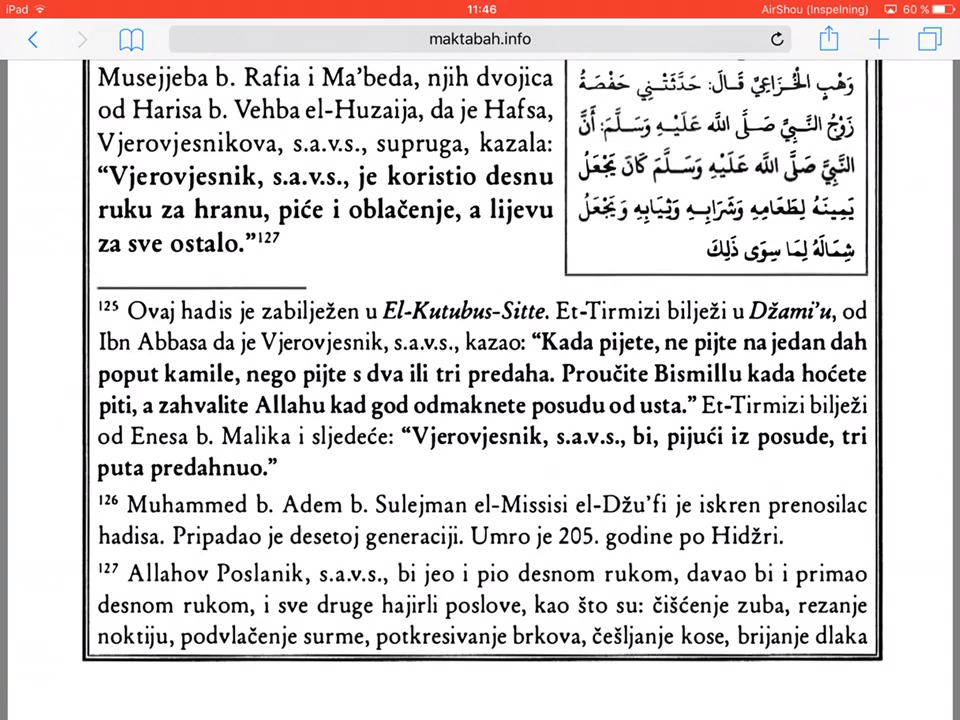 iPad 11:46 AirShou (Inspelning) 60 %
maktabah.info
Musejjeba b. Rafia i Ma’beda, njih dvojica
od Harisa b. Vehba el-Huzaija, da je Hafsa,
Vjerovjesnikova, s.a.v.s., supruga, kazala:
“Vjerovjesnik, s.a.v.s., je koristio desnu
ruku za hranu, piće i oblačenje, a lijevu
za sve ostalo.”127
وَهْبٍ الْخُزَاعِيِّ قَالَ: حَدَّثَتْنِي حَفْصَةُ
زَوْجُ النَّبِيِّ صَلَّى اللَّه عَلَيْهِ وَسَلَّمَ: أَنَّ
النَّبِيَّ صَلَّى اللَّه عَلَيْهِ وَسَلَّمَ كَانَ يَجْعَلُ
يَمِينَهُ لِطَعَامِهِ وَشَرَابِهِ وَثِيَابِهِ وَيَجْعَلُ
شِمَالَهُ لِمَا سِوَى ذَلِكَ
125 Ovaj hadis je zabilježen u El-Kutubus-Sitte. Et-Tirmizi bilježi u Džami’u, od
Ibn Abbasa da je Vjerovjesnik, s.a.v.s., kazao: “Kada pijete, ne pijte na jedan dah
poput kamile, nego pijte s dva ili tri predaha. Proučite Bismillu kada hoćete
piti, a zahvalite Allahu kad god odmaknete posudu od usta.” Et-Tirmizi bilježi
od Enesa b. Malika i sljedeće: “Vjerovjesnik, s.a.v.s., bi, pijući iz posude, tri
puta predahnuo.”
126 Muhammed b. Adem b. Sulejman el-Missisi el-Džu’fi je iskren prenosilac
hadisa. Pripadao je desetoj generaciji. Umro je 205. godine po Hidžri.
127 Allahov Poslanik, s.a.v.s., bi jeo i pio desnom rukom, davao bi i primao
desnom rukom, i sve druge hajirli poslove, kao što su: čišćenje zuba, rezanje
noktiju, podvlačenje surme, potkresivanje brkova, češljanje kose, brijanje dlaka